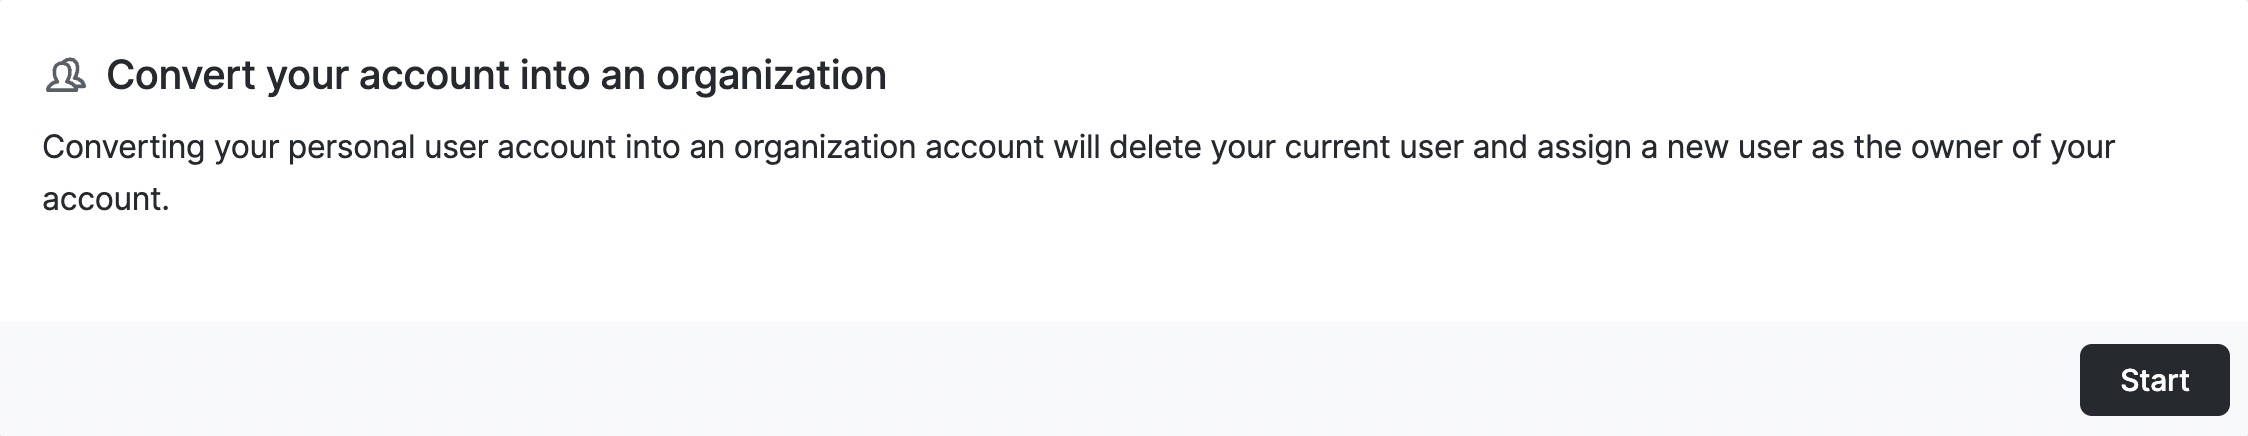 Convert your account into an organization
Converting your personal user account into an organization account will delete your current user and assign a new user as the owner of your
account.
Start